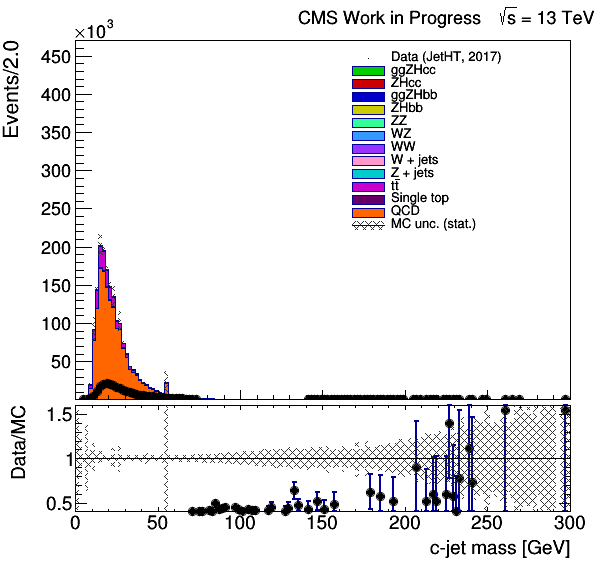 CMS Work in Progress √s = 13 TeV
×10³
Events/2.0
450
400
350
300
250
200
150
100
50
Data (JetHT, 2017)
ggZHcc
ZHcc
ggZHbb
ZHbb
ZZ
WZ
WW
W + jets
Z + jets
tt̄
Single top
QCD
MC unc. (stat.)
Data/MC
1.5
1
0.5
0 50 100 150 200 250 300
c-jet mass [GeV]